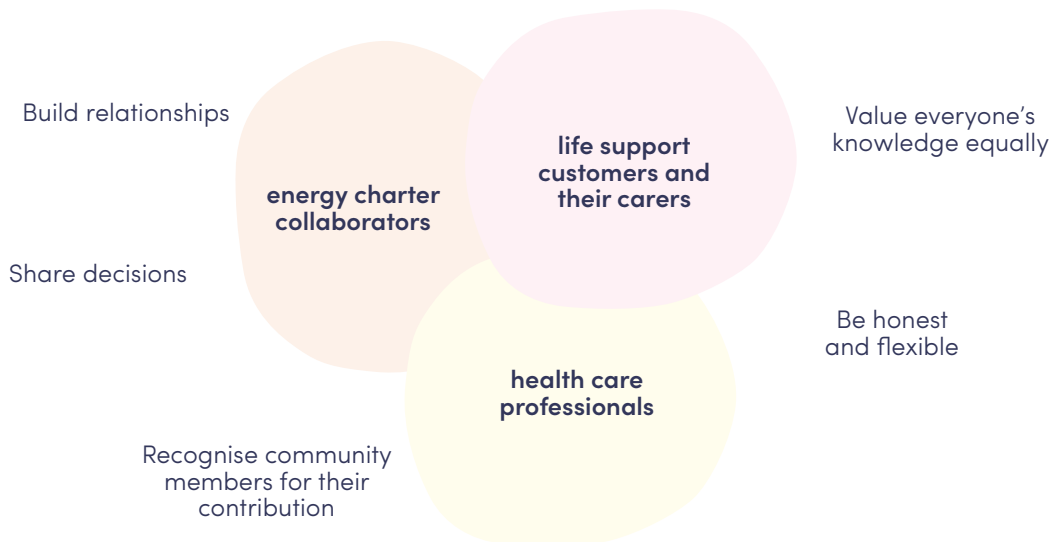 Build relationships
Value everyone’s
knowledge equally
life support
customers and
their carers
energy charter
collaborators
Share decisions
Be honest
and flexible
health care
professionals
Recognise community
members for their
contribution